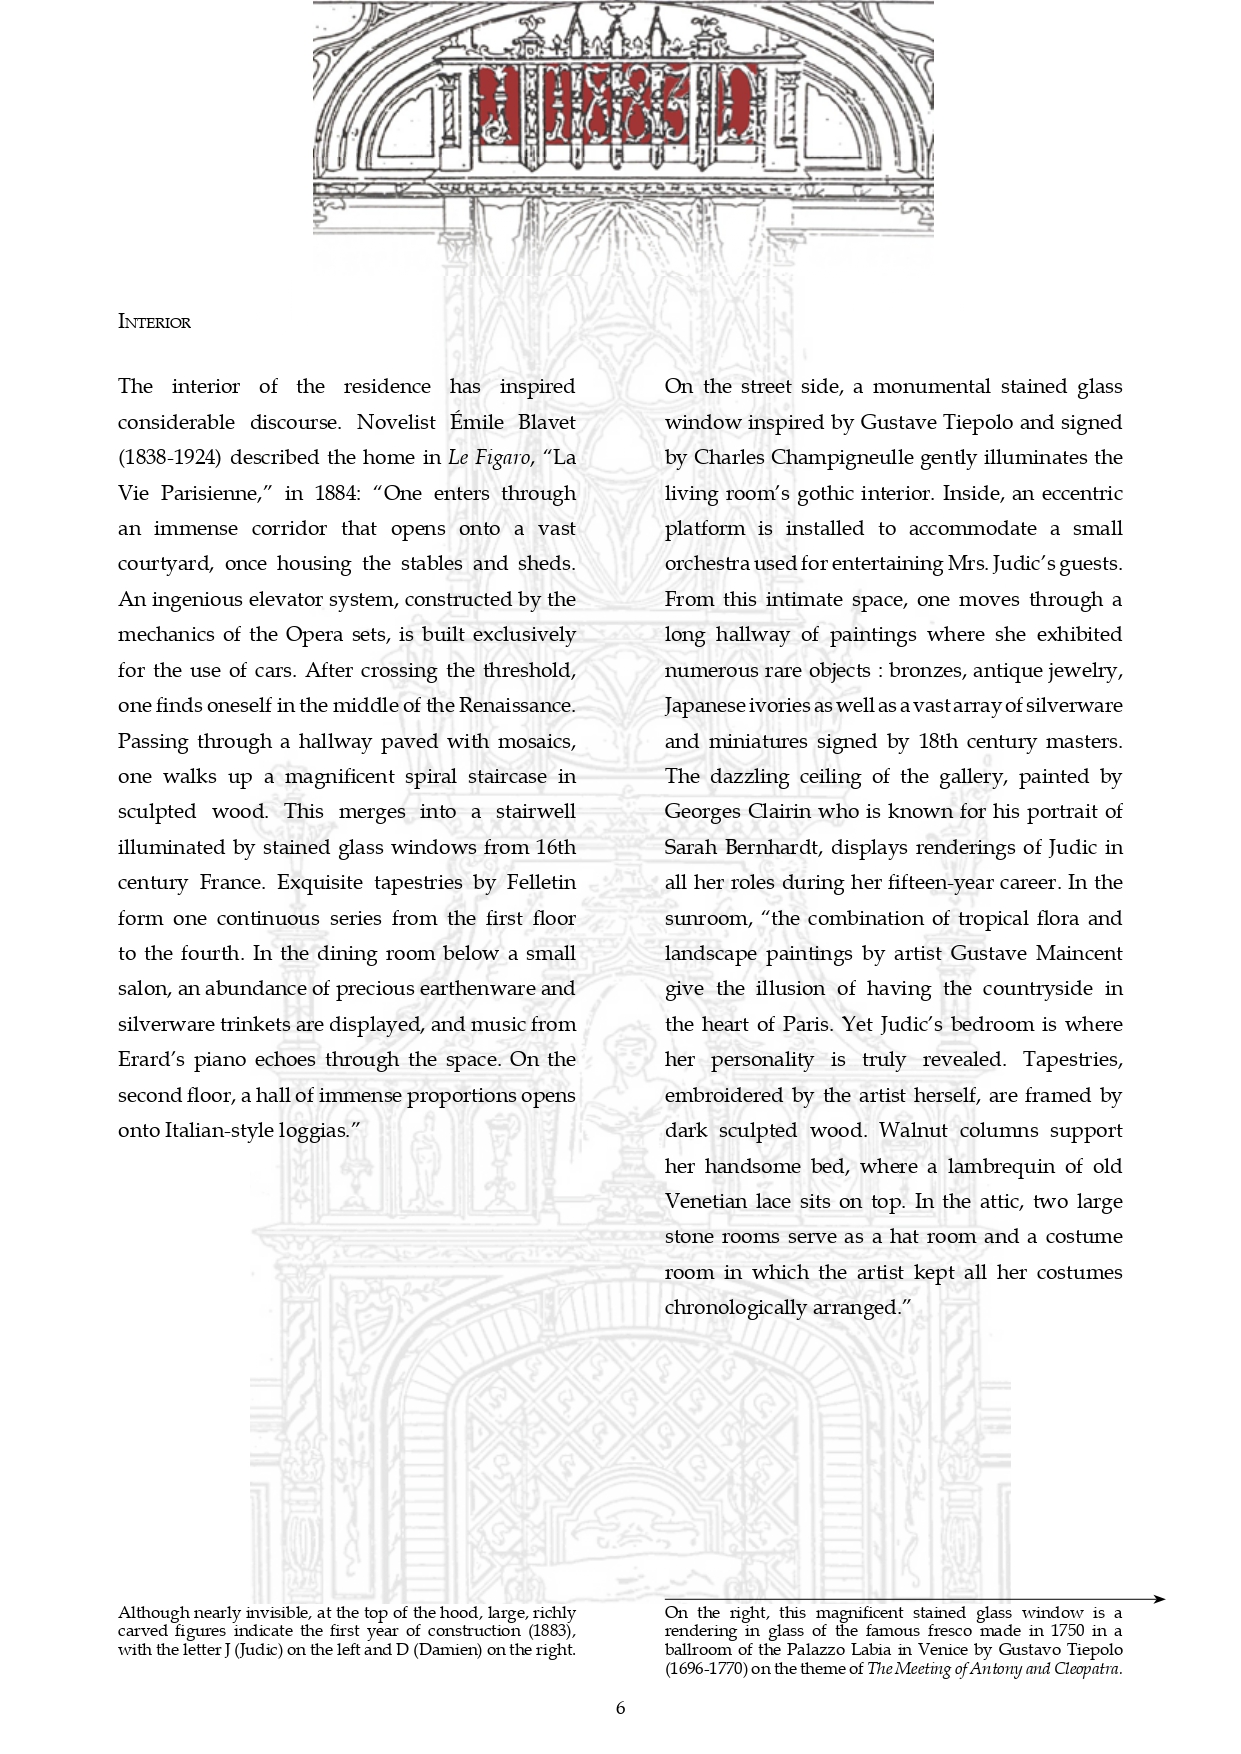 J 1883 D
INTERIOR
The interior of the residence has inspired
considerable discourse. Novelist Émile Blavet
(1838-1924) described the home in Le Figaro, “La
Vie Parisienne,” in 1884: “One enters through
an immense corridor that opens onto a vast
courtyard, once housing the stables and sheds.
An ingenious elevator system, constructed by the
mechanics of the Opera sets, is built exclusively
for the use of cars. After crossing the threshold,
one finds oneself in the middle of the Renaissance.
Passing through a hallway paved with mosaics,
one walks up a magnificent spiral staircase in
sculpted wood. This merges into a stairwell
illuminated by stained glass windows from 16th
century France. Exquisite tapestries by Felletin
form one continuous series from the first floor
to the fourth. In the dining room below a small
salon, an abundance of precious earthenware and
silverware trinkets are displayed, and music from
Erard’s piano echoes through the space. On the
second floor, a hall of immense proportions opens
onto Italian-style loggias.”
On the street side, a monumental stained glass
window inspired by Gustave Tiepolo and signed
by Charles Champigneulle gently illuminates the
living room’s gothic interior. Inside, an eccentric
platform is installed to accommodate a small
orchestra used for entertaining Mrs. Judic’s guests.
From this intimate space, one moves through a
long hallway of paintings where she exhibited
numerous rare objects : bronzes, antique jewelry,
Japanese ivories as well as a vast array of silverware
and miniatures signed by 18th century masters.
The dazzling ceiling of the gallery, painted by
Georges Clairin who is known for his portrait of
Sarah Bernhardt, displays renderings of Judic in
all her roles during her fifteen-year career. In the
sunroom, “the combination of tropical flora and
landscape paintings by artist Gustave Maincent
give the illusion of having the countryside in
the heart of Paris. Yet Judic’s bedroom is where
her personality is truly revealed. Tapestries,
embroidered by the artist herself, are framed by
dark sculpted wood. Walnut columns support
her handsome bed, where a lambrequin of old
Venetian lace sits on top. In the attic, two large
stone rooms serve as a hat room and a costume
room in which the artist kept all her costumes
chronologically arranged.”
Although nearly invisible, at the top of the hood, large, richly
carved figures indicate the first year of construction (1883),
with the letter J (Judic) on the left and D (Damien) on the right.
On the right, this magnificent stained glass window is a
rendering in glass of the famous fresco made in 1750 in a
ballroom of the Palazzo Labia in Venice by Gustavo Tiepolo
(1696-1770) on the theme of The Meeting of Antony and Cleopatra.
6